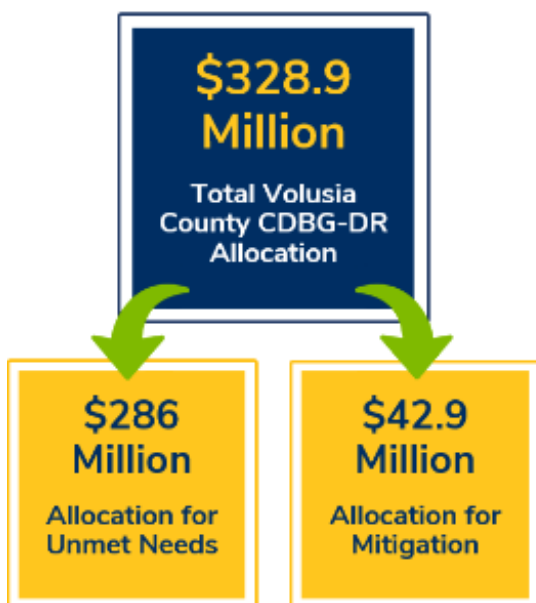 $328.9
Million
Total Volusia
County CDBG-DR
Allocation
$286
Million
Allocation for
Unmet Needs
$42.9
Million
Allocation for
Mitigation